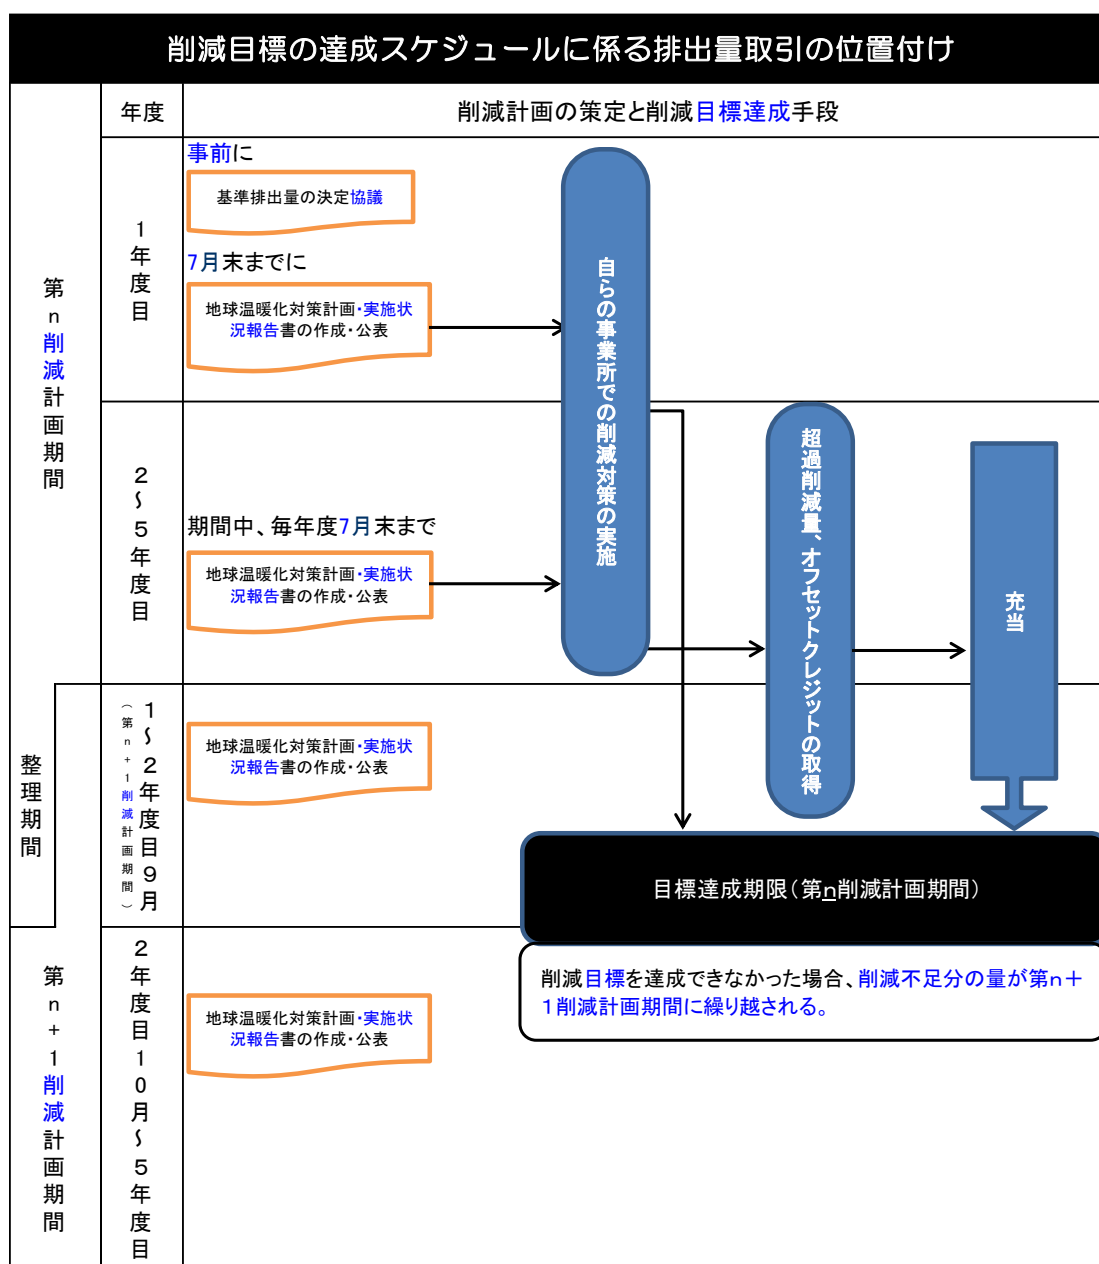 削減目標の達成スケジュールに係る排出量取引の位置付け
年度
削減計画の策定と削減目標達成手段
第n削減計画期間
1年度目
事前に
基準排出量の決定協議
7月末までに
地球温暖化対策計画・実施状
況報告書の作成・公表
自らの事業所での削減対策の実施
2～5年度目
期間中、毎年度7月末まで
地球温暖化対策計画・実施状
況報告書の作成・公表
超過削減量、オフセットクレジットの取得
充当
整理期間
1～2年度目9月
（第n+1削減計画期間）
地球温暖化対策計画・実施状
況報告書の作成・公表
目標達成期限（第n削減計画期間）
削減目標を達成できなかった場合、削減不足分の量が第n＋
１削減計画期間に繰り越される。
第n+1削減計画期間
2年度目10月～5年度目
地球温暖化対策計画・実施状
況報告書の作成・公表